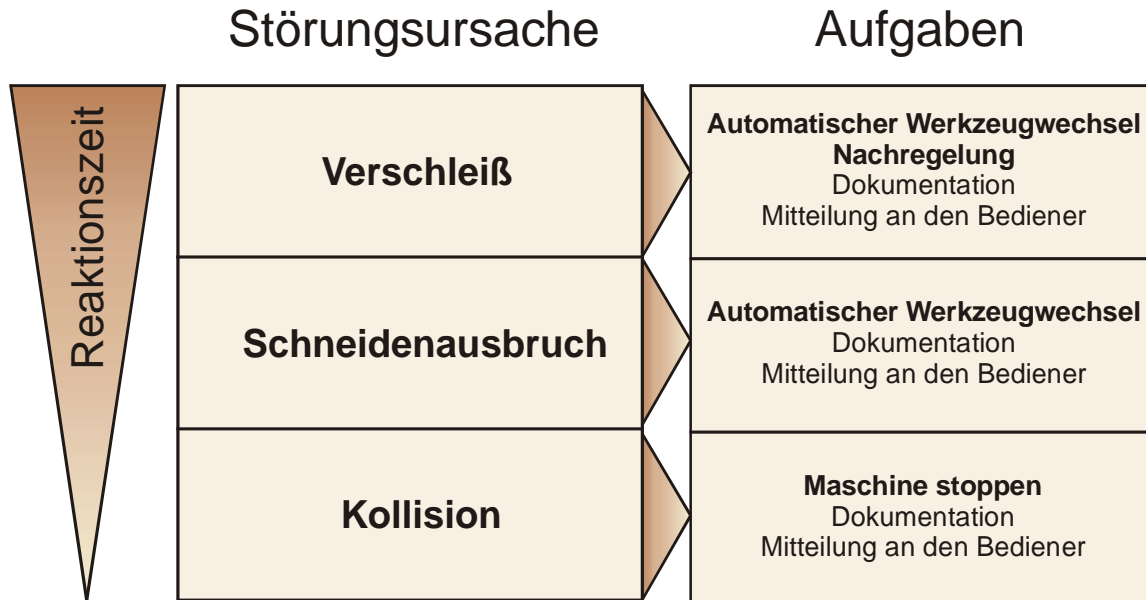 Störungsursache
Aufgaben
Reaktionszeit
Verschleiß
Automatischer Werkzeugwechsel
Nachregelung
Dokumentation
Mitteilung an den Bediener
Schneidenausbruch
Automatischer Werkzeugwechsel
Dokumentation
Mitteilung an den Bediener
Kollision
Maschine stoppen
Dokumentation
Mitteilung an den Bediener